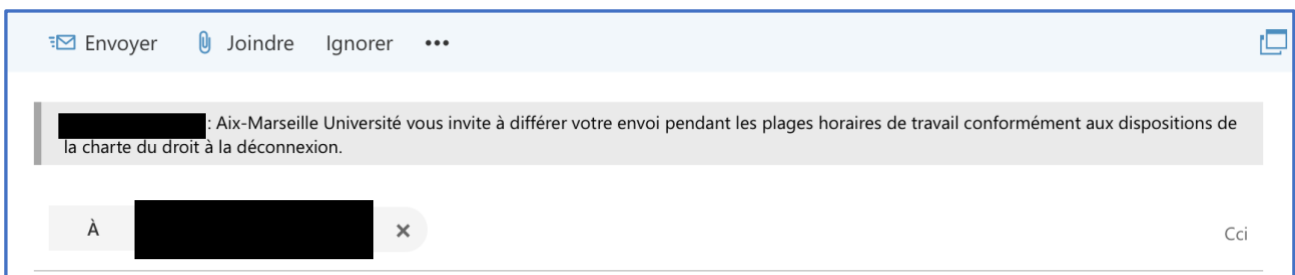 Envoyer Joindre Ignorer •••
: Aix-Marseille Université vous invite à différer votre envoi pendant les plages horaires de travail conformément aux dispositions de
la charte du droit à la déconnexion.
À
Cci